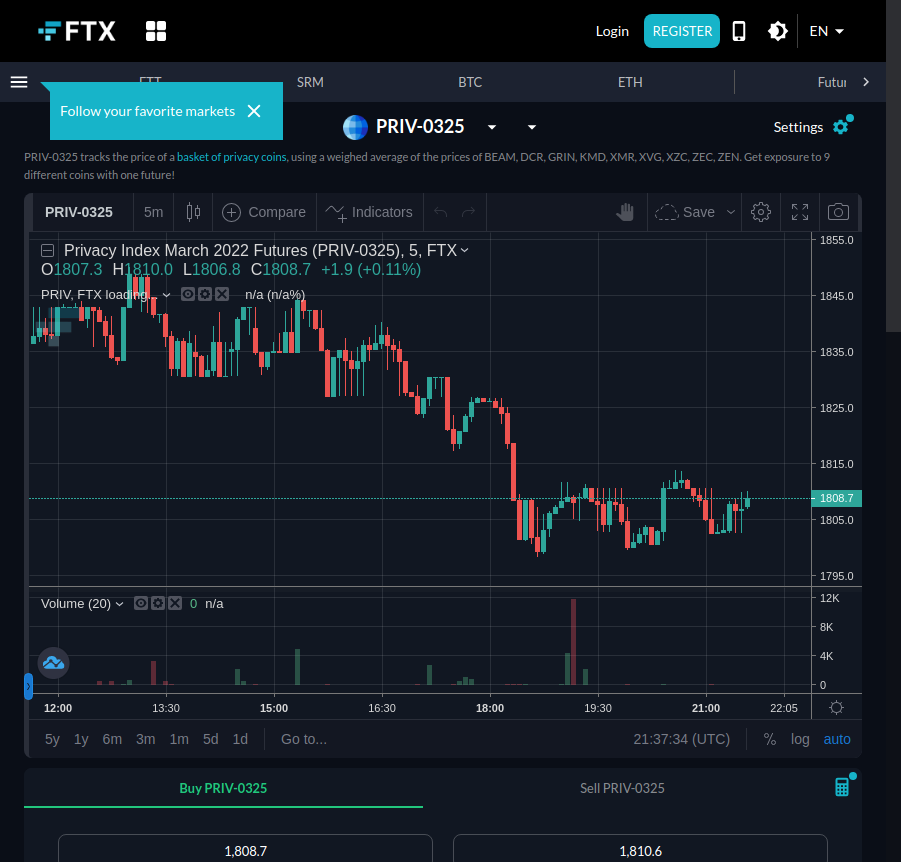 FTX
Login
REGISTER
EN
FTT
SRM
BTC
ETH
Futur
Follow your favorite markets
PRIV-0325
Settings
PRIV-0325 tracks the price of a basket of privacy coins, using a weighed average of the prices of BEAM, DCR, GRIN, KMD, XMR, XVG, XZC, ZEC, ZEN. Get exposure to 9
different coins with one future!
PRIV-0325
5m
Compare
Indicators
Save
Privacy Index March 2022 Futures (PRIV-0325), 5, FTX
O1807.3 H1810.0 L1806.8 C1808.7 +1.9 (+0.11%)
PRIV, FTX loading... n/a (n/a%)
1855.0
1845.0
1835.0
1825.0
1815.0
1808.7
1805.0
1795.0
Volume (20) 0 n/a
12K
8K
4K
0
12:00 13:30 15:00 16:30 18:00 19:30 21:00 22:05
5y 1y 6m 3m 1m 5d 1d Go to...
21:37:34 (UTC) % log auto
Buy PRIV-0325
Sell PRIV-0325
1,808.7
1,810.6